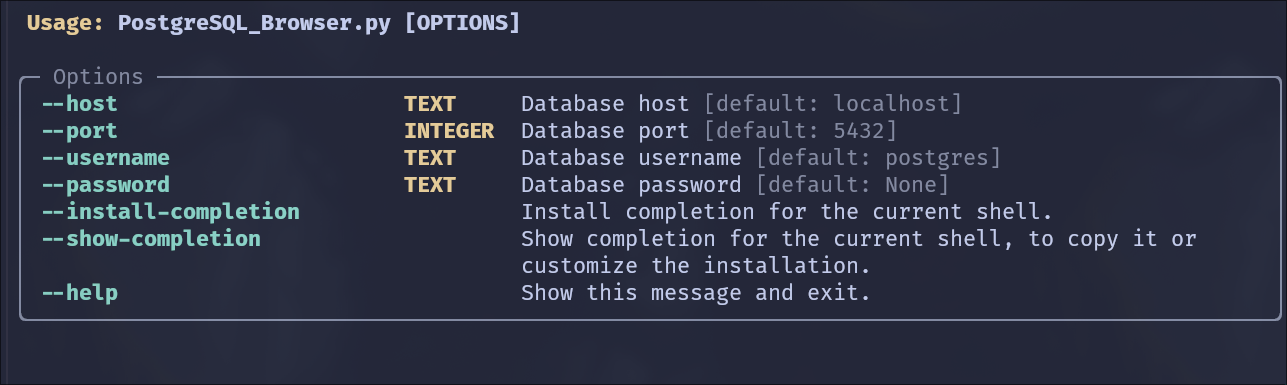 Usage: PostgreSQL_Browser.py [OPTIONS]
Options
--host TEXT Database host [default: localhost]
--port INTEGER Database port [default: 5432]
--username TEXT Database username [default: postgres]
--password TEXT Database password [default: None]
--install-completion Install completion for the current shell.
--show-completion Show completion for the current shell, to copy it or
customize the installation.
--help Show this message and exit.